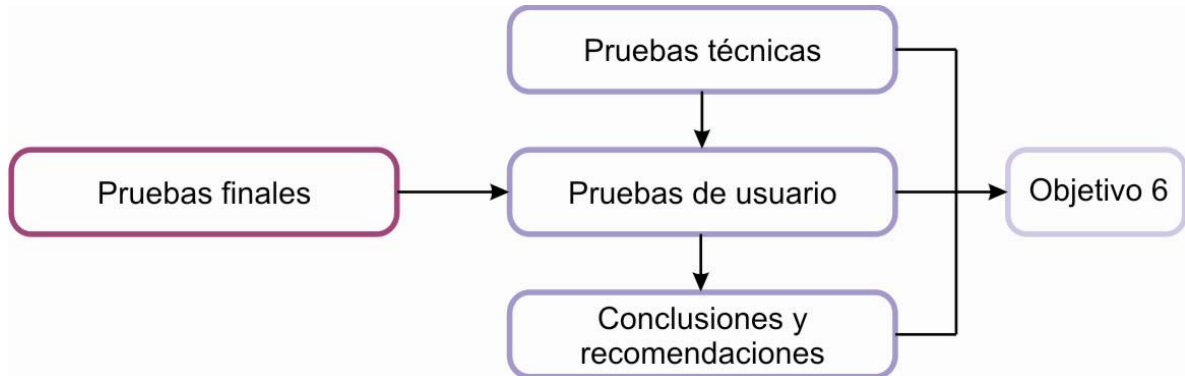 Pruebas técnicas
Pruebas finales
Pruebas de usuario
Objetivo 6
Conclusiones y
recomendaciones